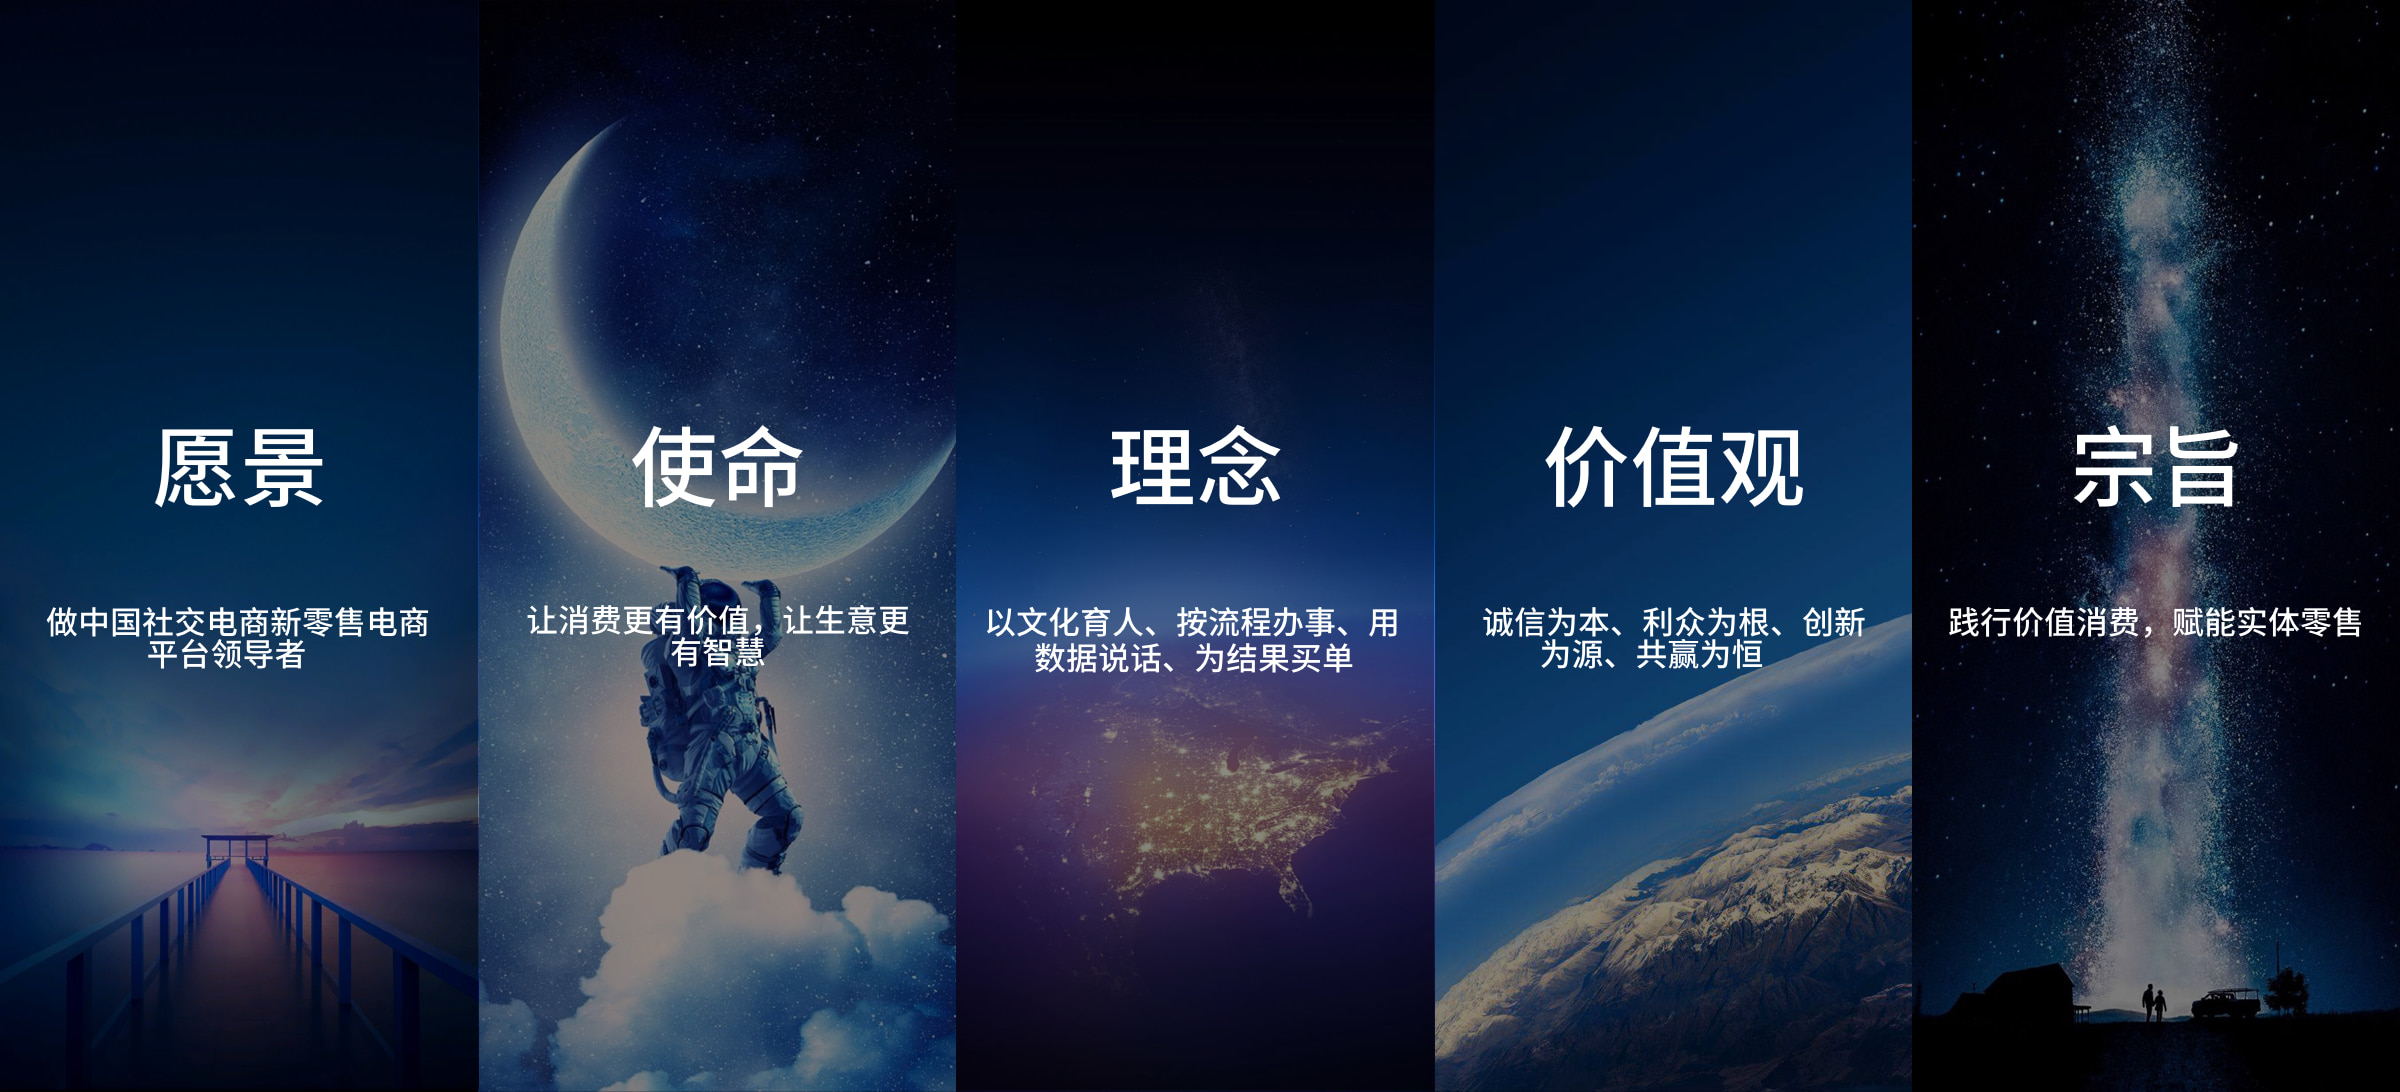 愿景
做中国社交电商新零售电商
平台领导者
使命
让消费更有价值，让生意更
有智慧
理念
以文化育人、按流程办事、用
数据说话、为结果买单
价值观
诚信为本、利众为根、创新
为源、共赢为恒
宗旨
践行价值消费，赋能实体零售